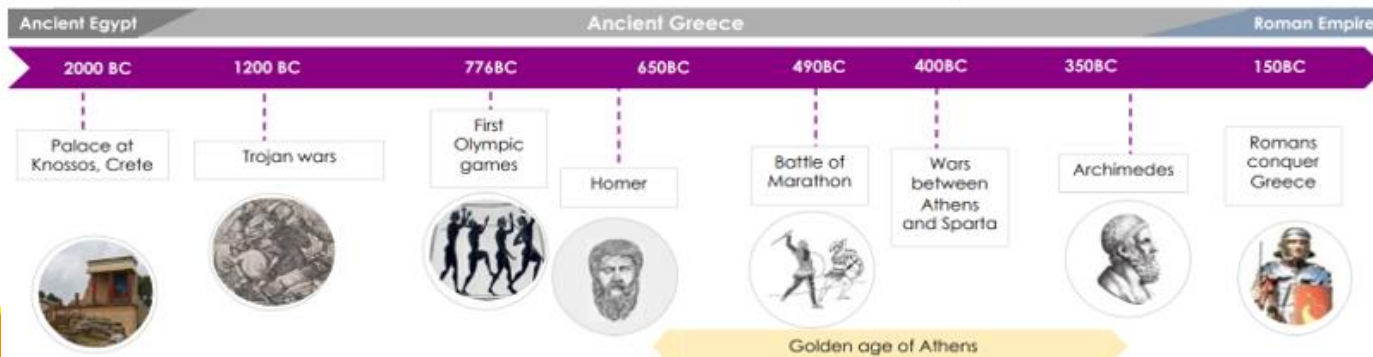 Ancient Egypt
Ancient Greece
Roman Empire
2000 BC
1200 BC
776BC
650BC
490BC
400BC
350BC
150BC
Palace at
Knossos, Crete
Trojan wars
First
Olympic
games
Homer
Battle of
Marathon
Wars
between
Athens
and Sparta
Archimedes
Romans
conquer
Greece
Golden age of Athens